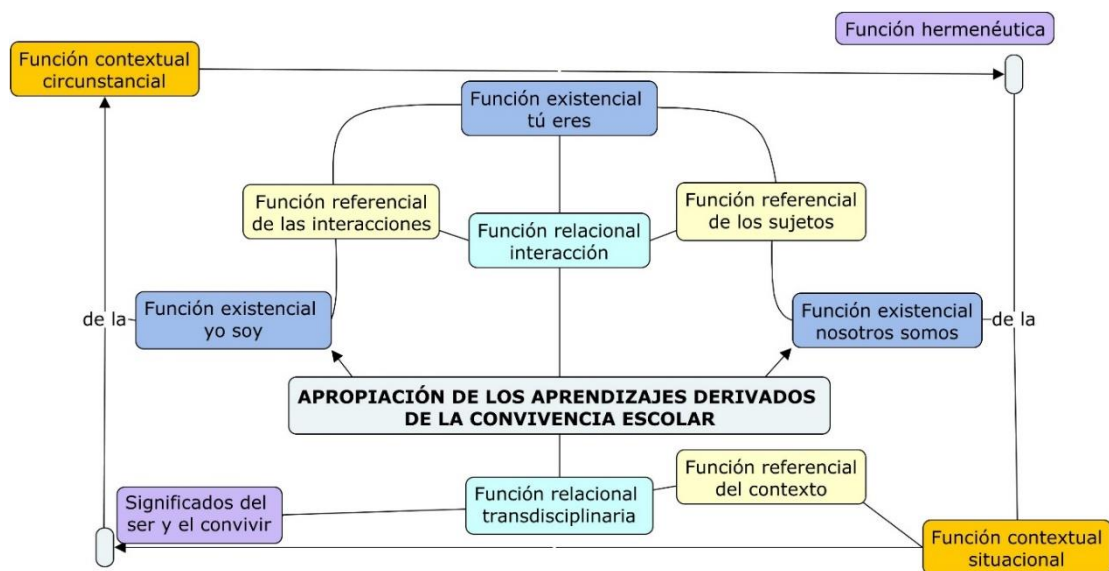 Función hermenéutica
Función contextual
circunstancial
Función existencial
tú eres
Función referencial
de las interacciones
Función referencial
de los sujetos
Función relacional
interacción
de la
Función existencial
yo soy
Función existencial
nosotros somos
de la
APROPIACIÓN DE LOS APRENDIZAJES DERIVADOS
DE LA CONVIVENCIA ESCOLAR
Función referencial
del contexto
Significados del
ser y el convivir
Función relacional
transdisciplinaria
Función contextual
situacional